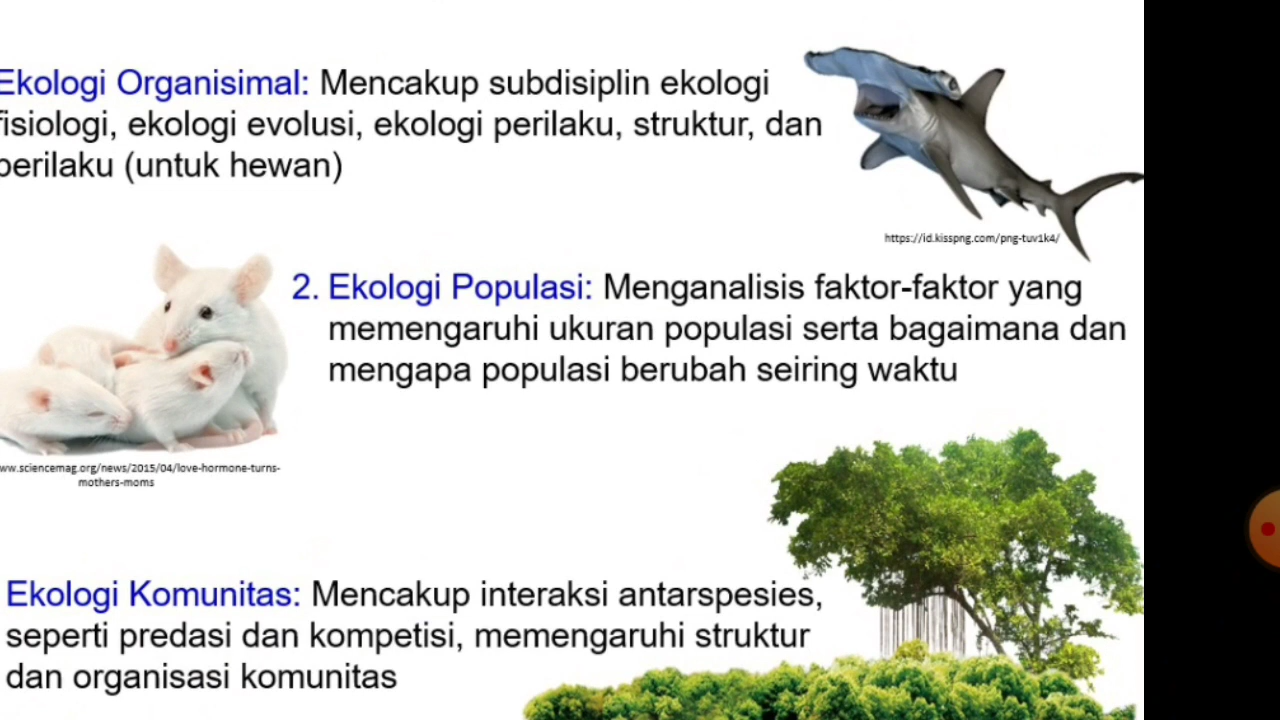 Ekologi Organisimal: Mencakup subdisiplin ekologi
fisiologi, ekologi evolusi, ekologi perilaku, struktur, dan
perilaku (untuk hewan)
https://id.kisspng.com/png-tuv1k4/
2. Ekologi Populasi: Menganalisis faktor-faktor yang
memengaruhi ukuran populasi serta bagaimana dan
mengapa populasi berubah seiring waktu
ww.sciencemag.org/news/2015/04/love-hormone-turns-
mothers-moms
Ekologi Komunitas: Mencakup interaksi antarspesies,
seperti predasi dan kompetisi, memengaruhi struktur
dan organisasi komunitas